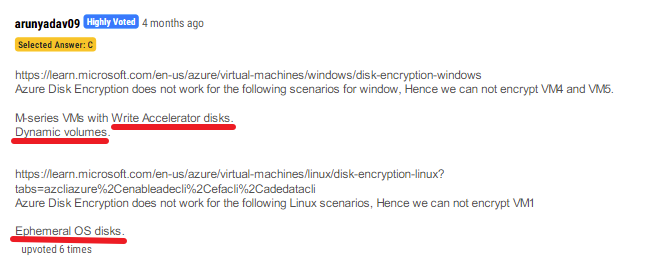 arunyadav09 Highly Voted 4 months ago
Selected Answer: C
https://learn.microsoft.com/en-us/azure/virtual-machines/windows/disk-encryption-windows
Azure Disk Encryption does not work for the following scenarios for window, Hence we can not encrypt VM4 and VM5.
M-series VMs with Write Accelerator disks.
Dynamic volumes.
https://learn.microsoft.com/en-us/azure/virtual-machines/linux/disk-encryption-linux?
tabs=azcliazure%2Cenableadecli%2Cefacli%2Cadedatacli
Azure Disk Encryption does not work for the following Linux scenarios, Hence we can not encrypt VM1
Ephemeral OS disks.
upvoted 6 times